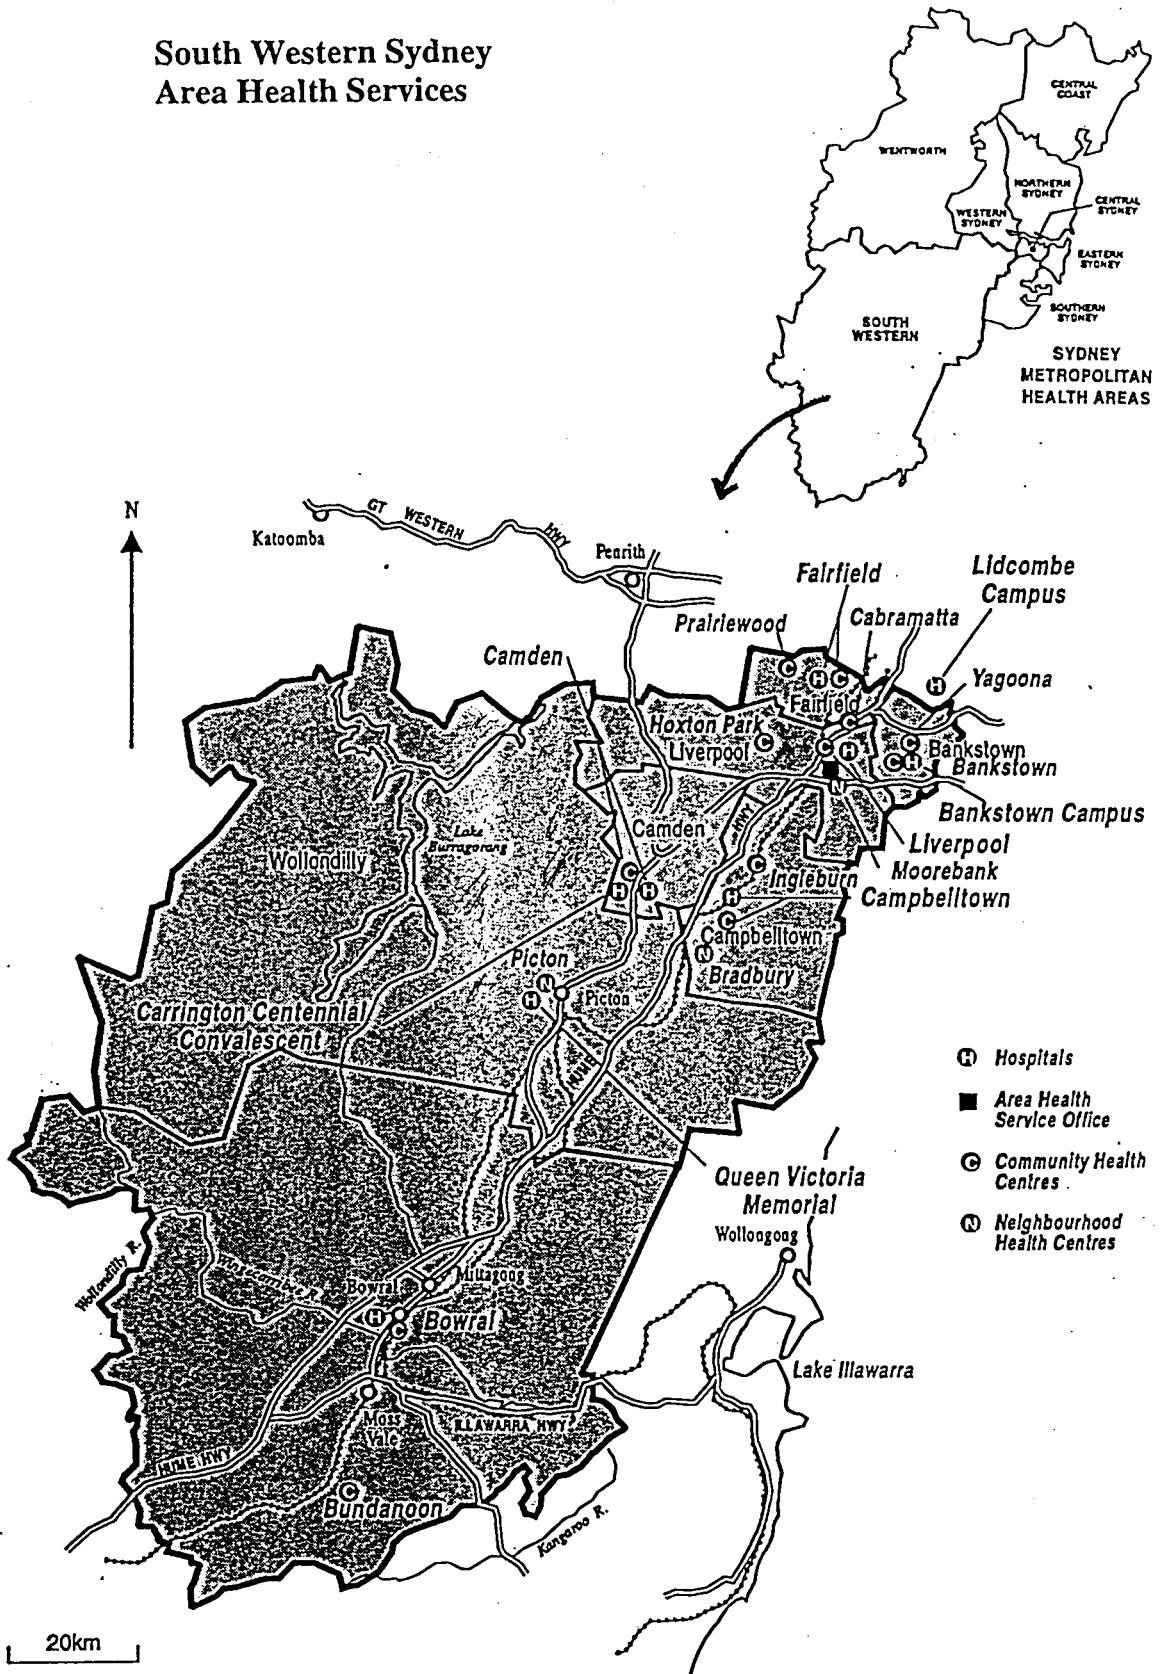 South Western Sydney
Area Health Services
CENTRAL
COAST
WENTWORTH
NORTHERN
SYDNEY
CENTRAL
SYDNEY
WESTERN
SYDNEY
EASTERN
SYDNEY
SOUTHERN
SYDNEY
SOUTH
WESTERN
SYDNEY
METROPOLITAN
HEALTH AREAS
N
GT WESTERN HWY
Katoomba
Penrith
Lidcombe
Campus
Fairfield
Prairiewood
Cabramatta
Camden
Yagoona
C
H C
H
Fairfield
Hoxton Park
Liverpool
C
C
C H
C
C H
Bankstown
Bankstown
N
Bankstown Campus
HWY
Camden
Lake
Burragorang
Liverpool
Wollondilly
Moorebank
C
C
Ingleburn
H H
H
Campbelltown
C
Campbelltown
N
Picton
Bradbury
N
H
Picton
Carrington Centennial
Convalescent
HUME
H Hospitals
Area Health
Service Office
C Community Health
Centres
N Neighbourhood
Health Centres
Queen Victoria
Memorial
Wollongong
Wollondilly R.
Wingecarribee R.
Bowral
Mittagong
H
C
Bowral
Lake Illawarra
Moss
Vale
ILLAWARRA HWY
HUME HWY
C
Bundanoon
Kangaroo R.
20km